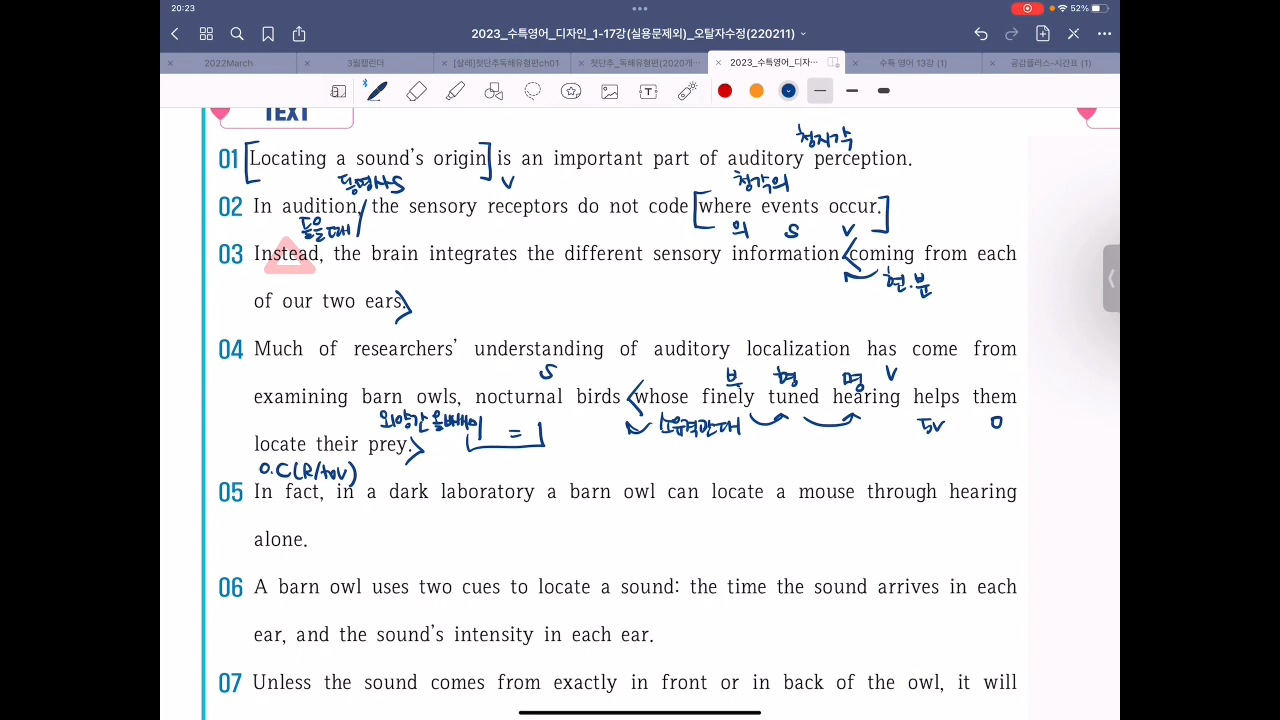 20:23
52%
2023_수특영어_디자인_1-17강(실용문제외)_오탈자수정(220211)
2022March
3월캘린더
[살레]첫단추독해유형편ch01
첫단추_독해유형편(2020개…
2023_수특영어_디자…
수특 영어 13강 (1)
공감플러스-시간표 (1)
TEXT
청지각
01 Locating a sound's origin is an important part of auditory perception.
동명사S V 청각의
02 In audition, the sensory receptors do not code where events occur.
들을 때 의 S V
03 Instead, the brain integrates the different sensory information coming from each
현.분
of our two ears.
04 Much of researchers' understanding of auditory localization has come from
S 부 형 명 V
examining barn owls, nocturnal birds whose finely tuned hearing helps them
외양간 올빼미 = 소유격관대 5V O
locate their prey.
O.C(R/toV)
05 In fact, in a dark laboratory a barn owl can locate a mouse through hearing
alone.
06 A barn owl uses two cues to locate a sound: the time the sound arrives in each
ear, and the sound's intensity in each ear.
07 Unless the sound comes from exactly in front or in back of the owl, it will